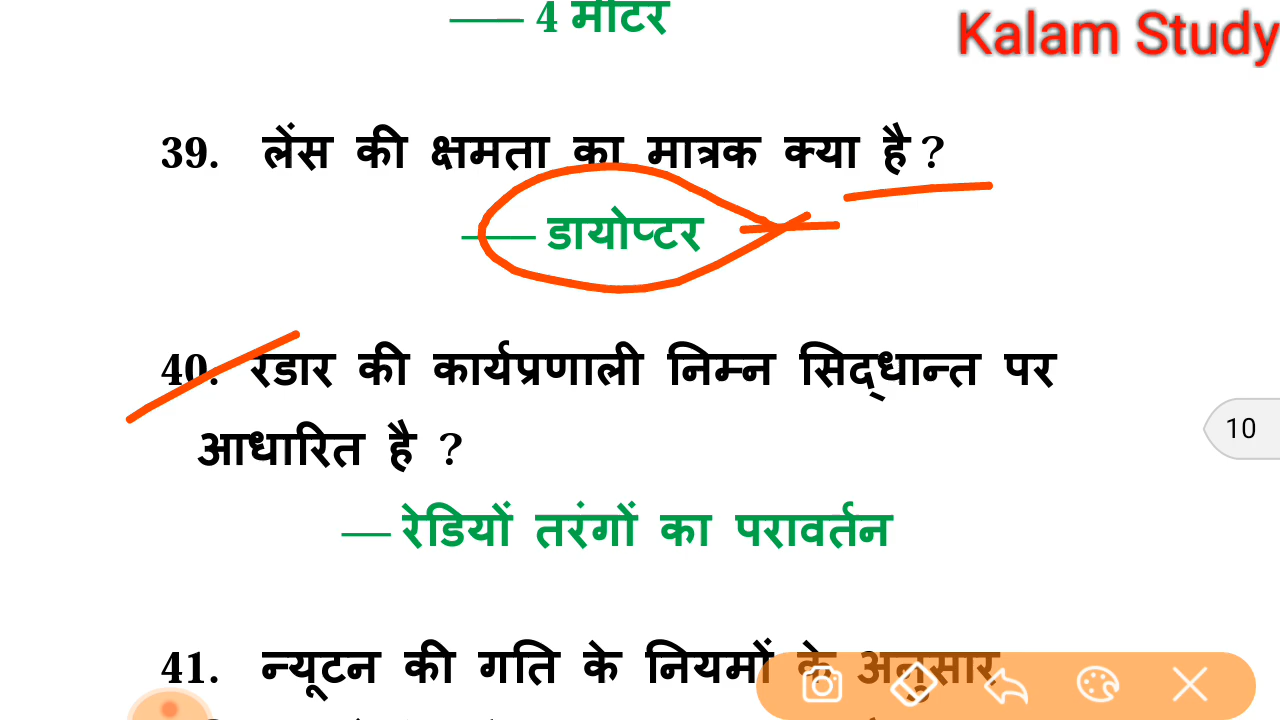 —— 4 मीटर
Kalam Study
39. लेंस की क्षमता का मात्रक क्या है ?
—— डायोप्टर
40. रडार की कार्यप्रणाली निम्न सिद्धान्त पर
आधारित है ?
— रेडियों तरंगों का परावर्तन
10
41. न्यूटन की गति के नियमों के अनुसार